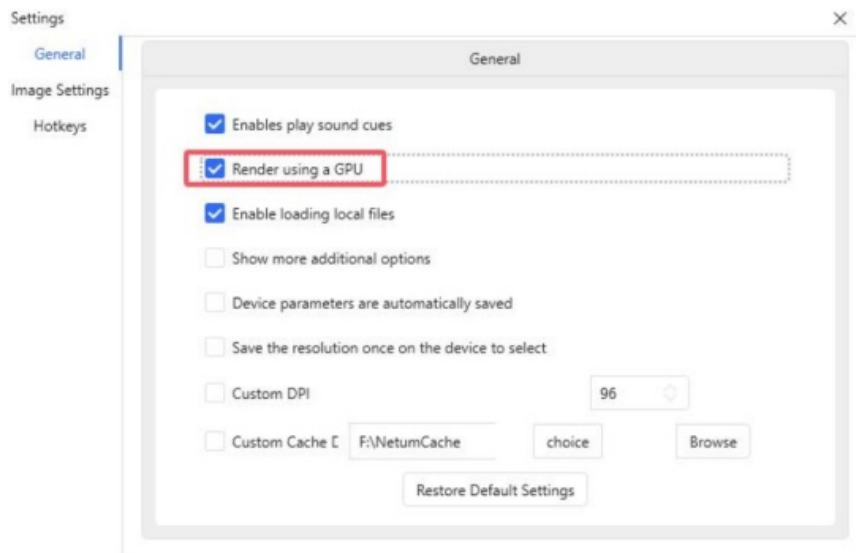 Settings
General
General
Image Settings
Hotkeys
Enables play sound cues
Render using a GPU
Enable loading local files
Show more additional options
Device parameters are automatically saved
Save the resolution once on the device to select
Custom DPI 96
Custom Cache D F:\NetumCache choice Browse
Restore Default Settings